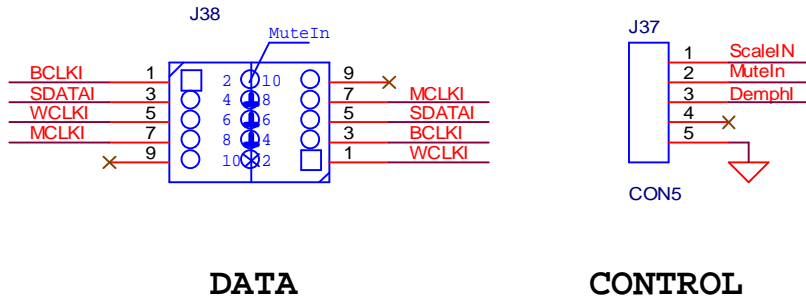 J38
MuteIn
J37
BCLKI 1 2 10 9
SDATAI 3 4 8 7 MCLKI
WCLKI 5 6 6 5 SDATAI
MCLKI 7 8 4 3 BCLKI
9 10 2 1 WCLKI
1 ScaleIN
2 MuteIn
3 DemphI
4
5
CON5
DATA
CONTROL